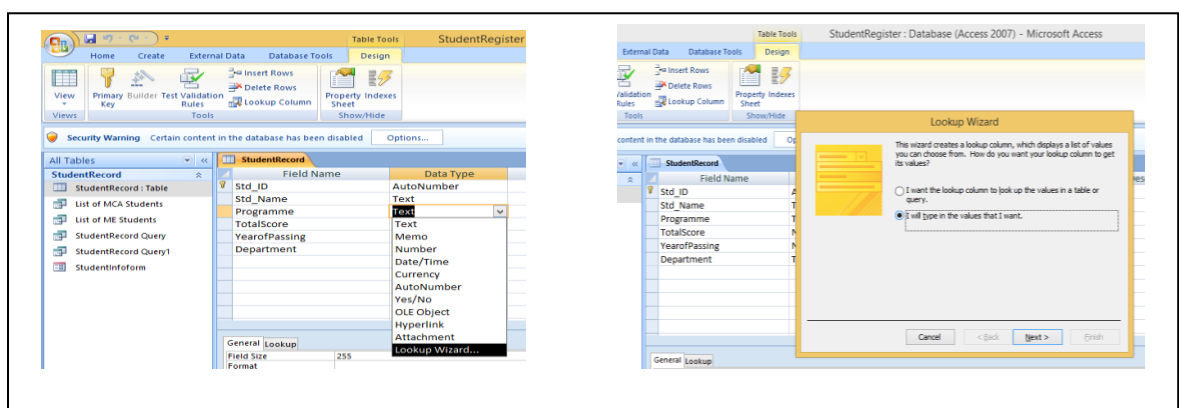 Table Tools StudentRegister
Home Create External Data Database Tools Design
View Primary Key Builder Test Validation Rules Insert Rows Delete Rows Lookup Column Property Sheet Indexes
Views Tools Show/Hide
Security Warning Certain content in the database has been disabled Options...
All Tables
StudentRecord
StudentRecord : Table
List of MCA Students
List of ME Students
StudentRecord Query
StudentRecord Query1
StudentInfoform
StudentRecord
Field Name Data Type
Std_ID AutoNumber
Std_Name Text
Programme Text
TotalScore Text
YearofPassing Memo
Department Number
Date/Time
Currency
AutoNumber
Yes/No
OLE Object
Hyperlink
Attachment
Lookup Wizard...
General Lookup
Field Size 255
Format
Table Tools StudentRegister : Database (Access 2007) - Microsoft Access
External Data Database Tools Design
Validation Rules Insert Rows Delete Rows Lookup Column Property Sheet Indexes
Tools Show/Hide
content in the database has been disabled Op
StudentRecord
Field Name
Std_ID A
Std_Name T
Programme T
TotalScore N
YearofPassing N
Department T
General Lookup
Lookup Wizard
This wizard creates a lookup column, which displays a list of values
you can choose from. How do you want your lookup column to get
its values?
I want the lookup column to look up the values in a table or
query.
I will type in the values that I want.
Cancel < Back Next > Finish